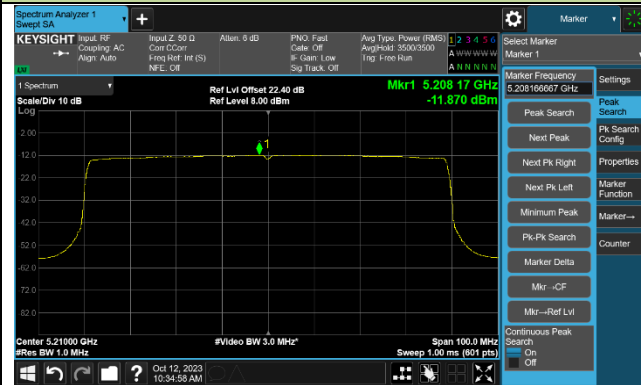 Spectrum Analyzer 1
Swept SA
+
Marker
KEYSIGHT
Input: RF
Coupling: AC
Align: Auto
Input Z: 50 Ω
Corr CCorr
Freq Ref: Int (S)
NFE: Off
Atten: 6 dB
PNO: Fast
Gate: Off
IF Gain: Low
Sig Track: Off
Avg Type: Power (RMS)
Avg|Hold: 3500/3500
Trig: Free Run
1 2 3 4 5 6
A W W W W W
A N N N N N
Select Marker
Marker 1
LXI
1 Spectrum
Scale/Div 10 dB
Ref Lvl Offset 22.40 dB
Ref Level 8.00 dBm
Mkr1 5.208 17 GHz
-11.870 dBm
Log
2.00
-12.0
-22.0
-32.0
-42.0
-52.0
-62.0
-72.0
-82.0
1
Center 5.21000 GHz
#Res BW 1.0 MHz
#Video BW 3.0 MHz*
Span 100.0 MHz
Sweep 1.00 ms (601 pts)
Marker Frequency
5.208166667 GHz
Peak Search
Next Peak
Next Pk Right
Next Pk Left
Minimum Peak
Pk-Pk Search
Marker Delta
Mkr→CF
Mkr→Ref Lvl
Continuous Peak
Search
On
Off
Settings
Peak
Search
Pk Search
Config
Properties
Marker
Function
Marker→
Counter
?
Oct 12, 2023
10:34:58 AM